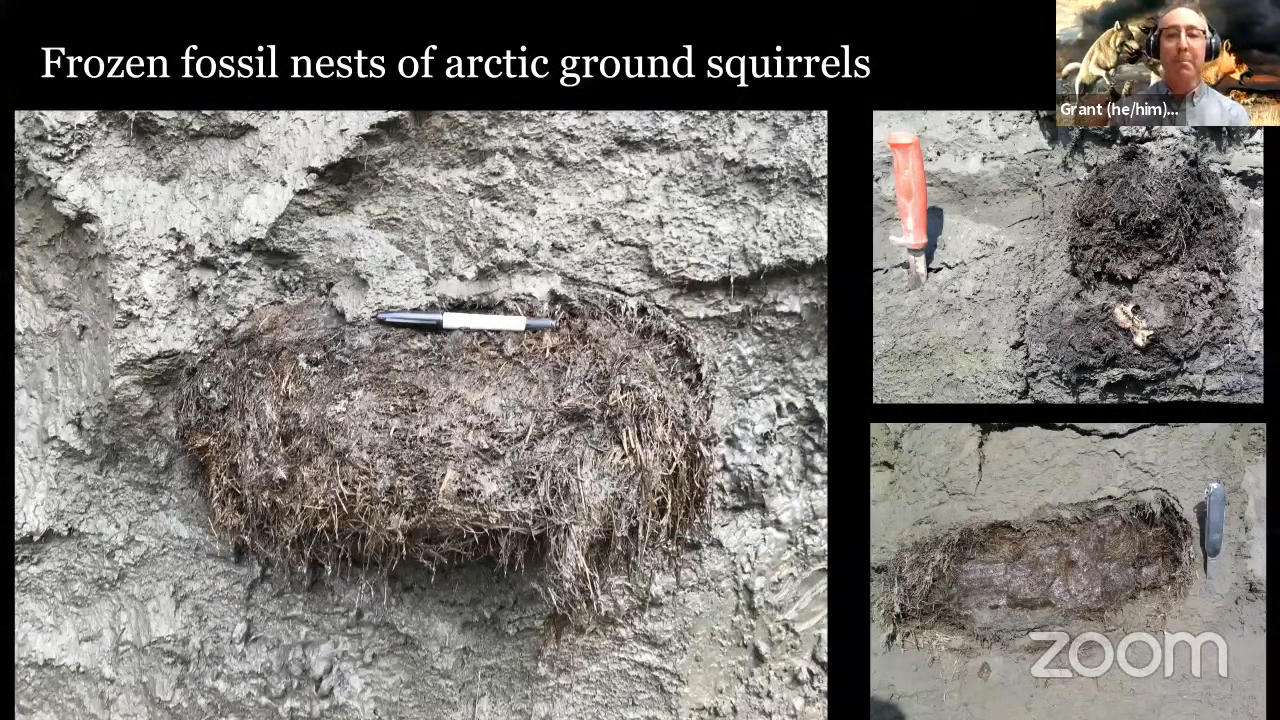 Frozen fossil nests of arctic ground squirrels
Grant (he/him)...
zoom